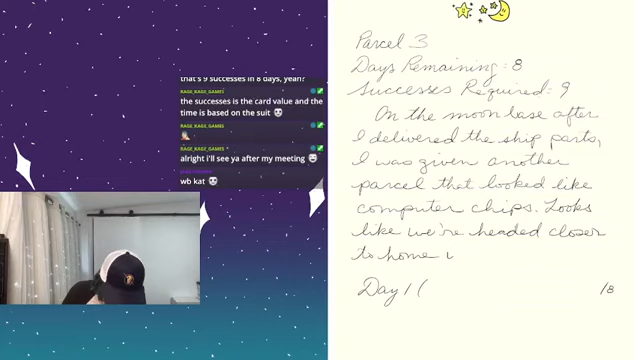 that's 9 successes in 8 days, yeah?
RAGE_KAGE_GAMES
the successes is the card value and the
time is based on the suit
RAGE_KAGE_GAMES
RAGE_KAGE_GAMES
alright i'll see ya after my meeting
wb kat
Parcel 3
Days Remaining: 8
Successes Required: 9
On the moon base after
I delivered the ship parts,
I was given another
parcel that looked like
computer chips. Looks
like we're headed closer
to home
Day 1 (
/8